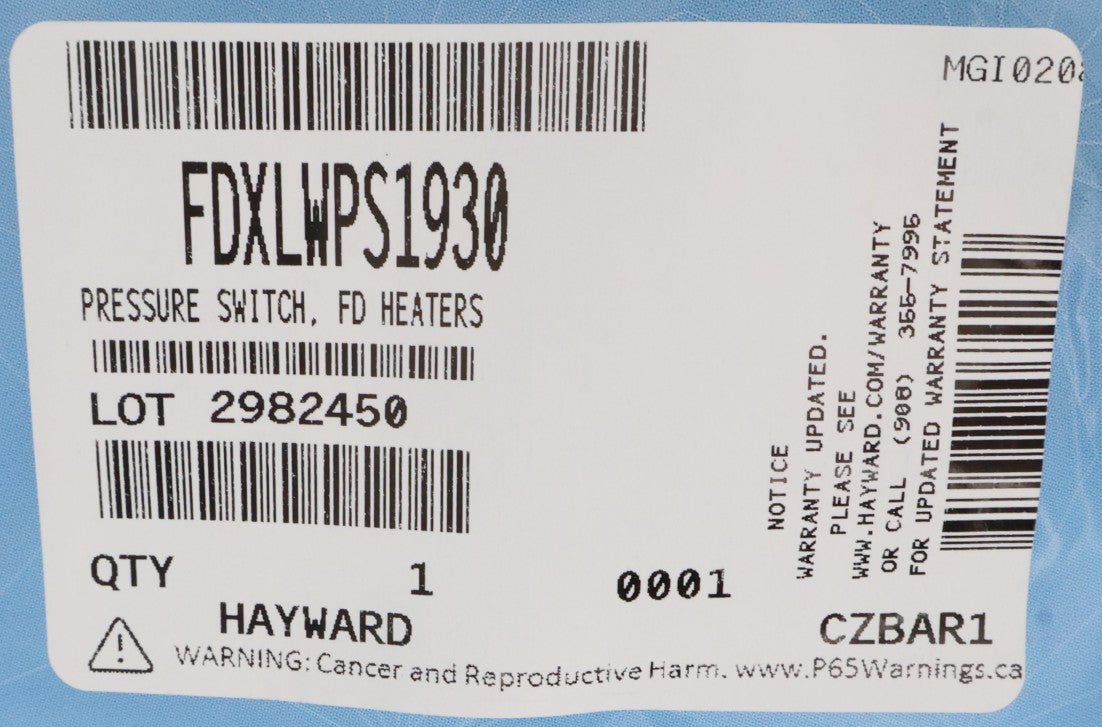 MGI020
FDXLWPS1930
PRESSURE SWITCH, FD HEATERS
LOT 2982450
QTY 1 0001
HAYWARD
CZBAR1
WARNING: Cancer and Reproductive Harm. www.P65Warnings.ca
NOTICE
WARRANTY UPDATED.
PLEASE SEE
WWW.HAYWARD.COM/WARRANTY
OR CALL (908) 355-7995
FOR UPDATED WARRANTY STATEMENT